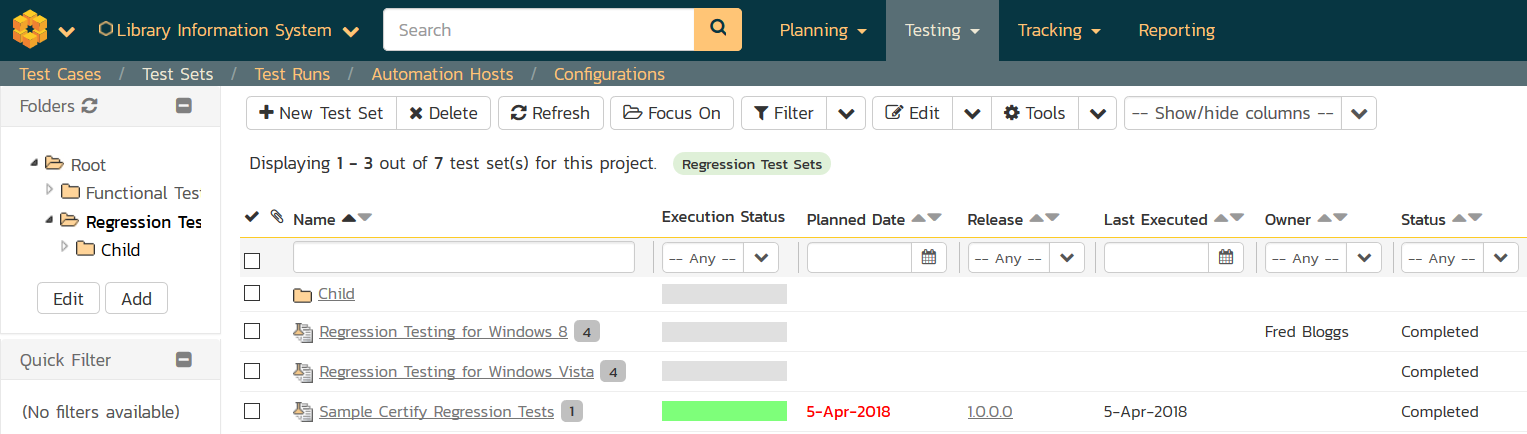 Library Information System Search Planning Testing Tracking Reporting
Test Cases / Test Sets / Test Runs / Automation Hosts / Configurations
Folders
Root
Functional Tes
Regression Tes
Child
Edit Add
Quick Filter
(No filters available)
New Test Set Delete Refresh Focus On Filter Edit Tools -- Show/hide columns --
Displaying 1 - 3 out of 7 test set(s) for this project. Regression Test Sets
Name Execution Status Planned Date Release Last Executed Owner Status
-- Any -- -- Any -- -- Any -- -- Any --
Child
Regression Testing for Windows 8 4 Fred Bloggs Completed
Regression Testing for Windows Vista 4 Completed
Sample Certify Regression Tests 1 5-Apr-2018 1.0.0.0 5-Apr-2018 Completed